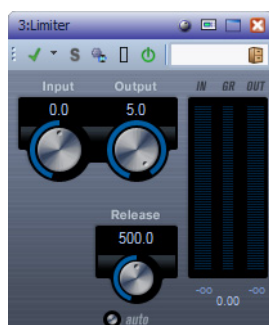 3:Limiter
S
Input Output IN GR OUT
0.0 5.0
Release
500.0
-oo -oo
0.00
auto